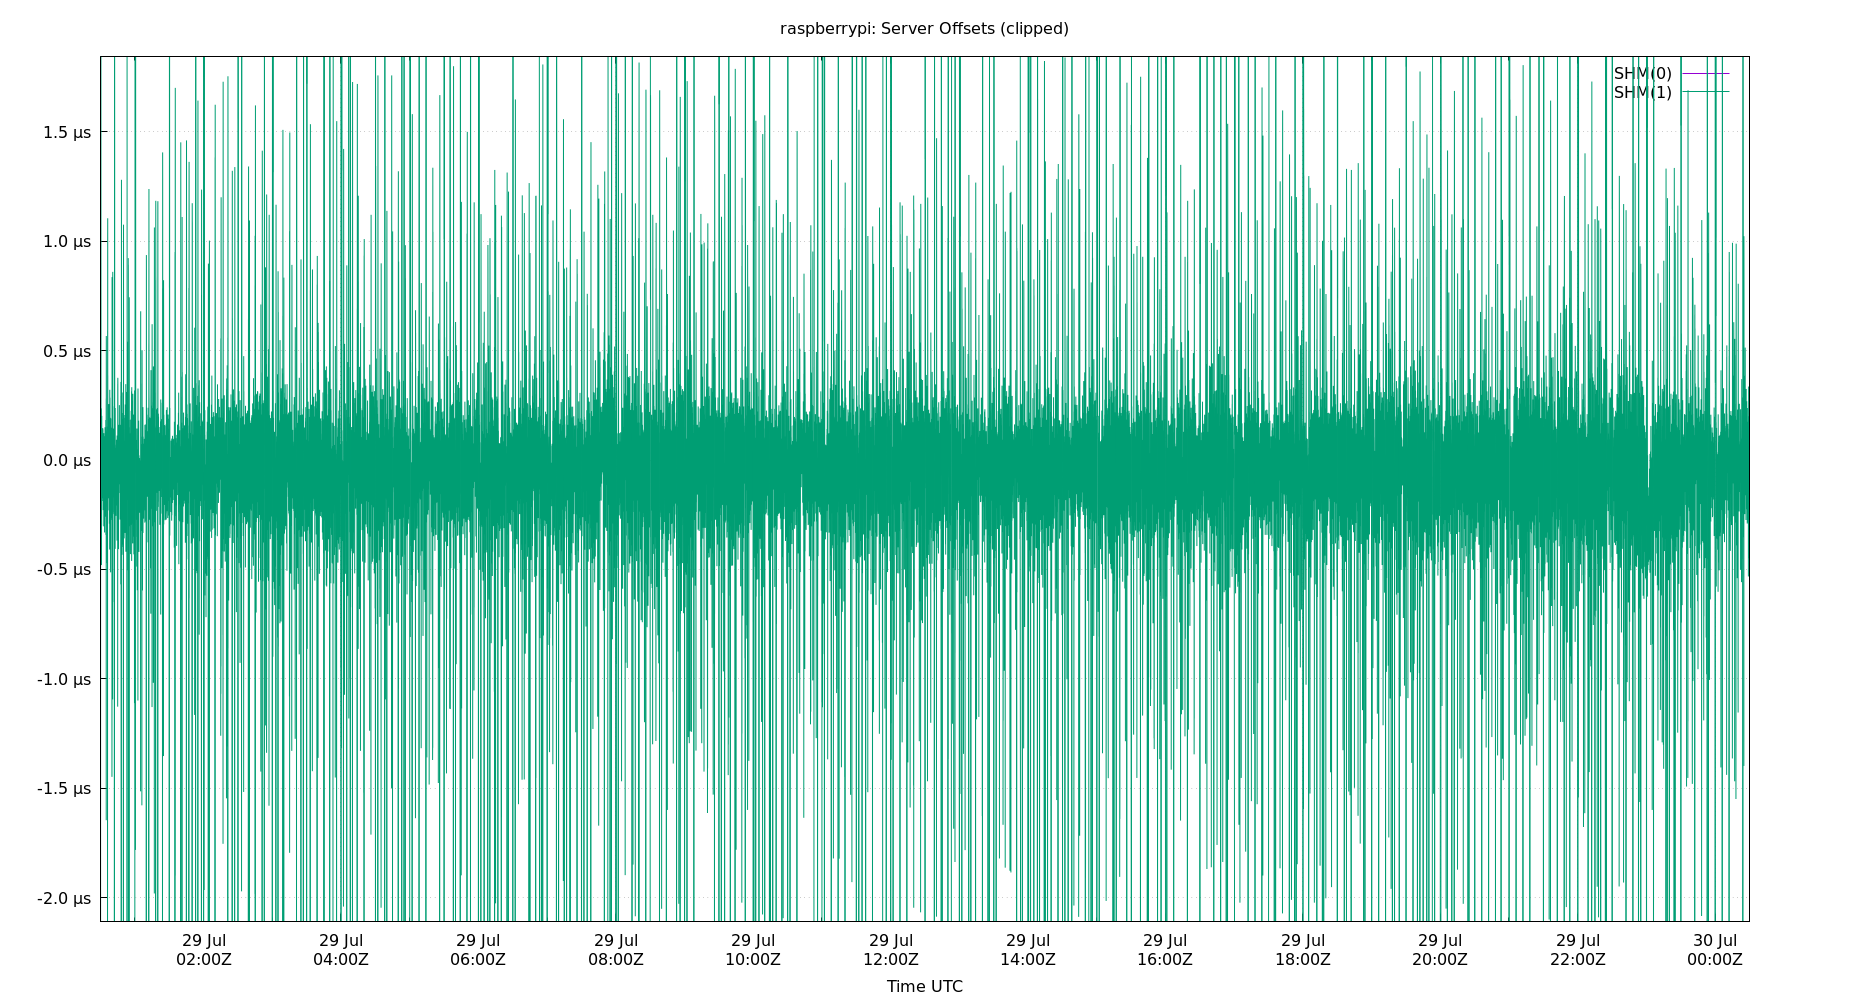 raspberrypi: Server Offsets (clipped)
SHM(0)
SHM(1)
1.5 µs
1.0 µs
0.5 µs
0.0 µs
-0.5 µs
-1.0 µs
-1.5 µs
-2.0 µs
29 Jul 29 Jul 29 Jul 29 Jul 29 Jul 29 Jul 29 Jul 29 Jul 29 Jul 29 Jul 29 Jul 30 Jul
02:00Z 04:00Z 06:00Z 08:00Z 10:00Z 12:00Z 14:00Z 16:00Z 18:00Z 20:00Z 22:00Z 00:00Z
Time UTC